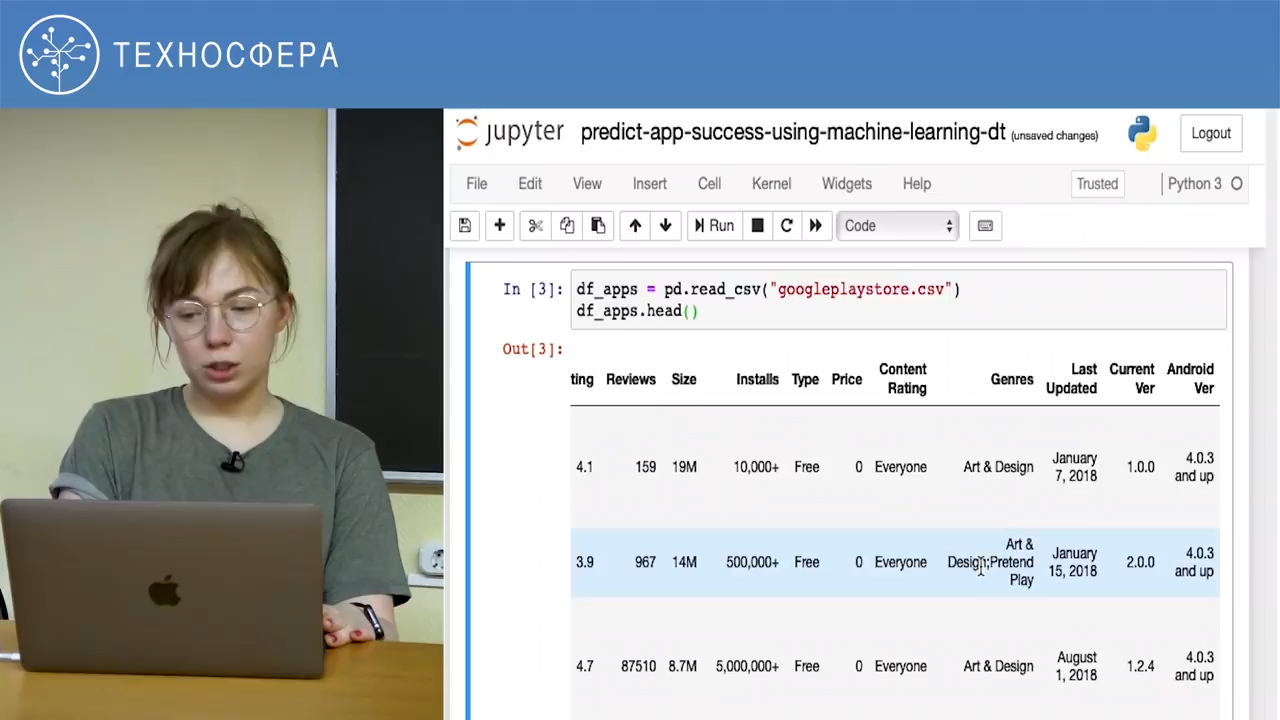 ТЕХНОСФЕРА
jupyter predict-app-success-using-machine-learning-dt (unsaved changes) Logout
File Edit View Insert Cell Kernel Widgets Help Trusted Python 3
Run Code
In [3]: df_apps = pd.read_csv("googleplaystore.csv")
df_apps.head()
Out[3]:
ting Reviews Size Installs Type Price Content Rating Genres Last Updated Current Ver Android Ver
4.1 159 19M 10,000+ Free 0 Everyone Art & Design January 7, 2018 1.0.0 4.0.3 and up
3.9 967 14M 500,000+ Free 0 Everyone Art & Design;Pretend Play January 15, 2018 2.0.0 4.0.3 and up
4.7 87510 8.7M 5,000,000+ Free 0 Everyone Art & Design August 1, 2018 1.2.4 4.0.3 and up